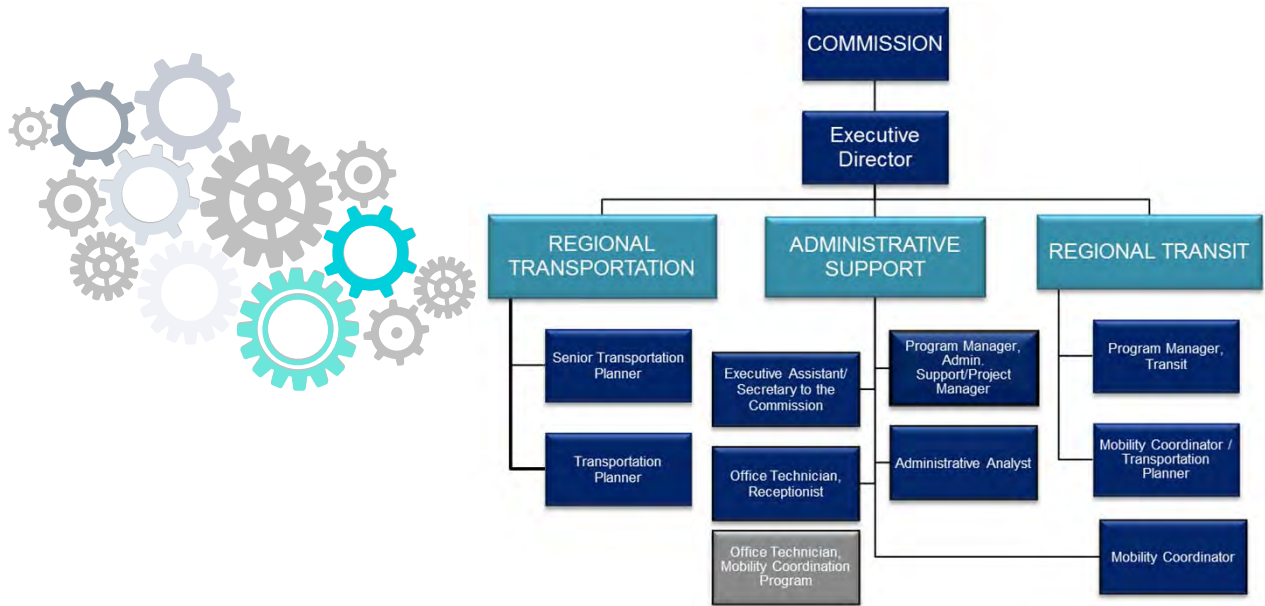 COMMISSION
Executive
Director
REGIONAL
TRANSPORTATION
ADMINISTRATIVE
SUPPORT
REGIONAL TRANSIT
Senior Transportation
Planner
Transportation
Planner
Executive Assistant/
Secretary to the
Commission
Program Manager,
Admin.
Support/Project
Manager
Office Technician,
Receptionist
Administrative Analyst
Office Technician,
Mobility Coordination
Program
Program Manager,
Transit
Mobility Coordinator /
Transportation
Planner
Mobility Coordinator